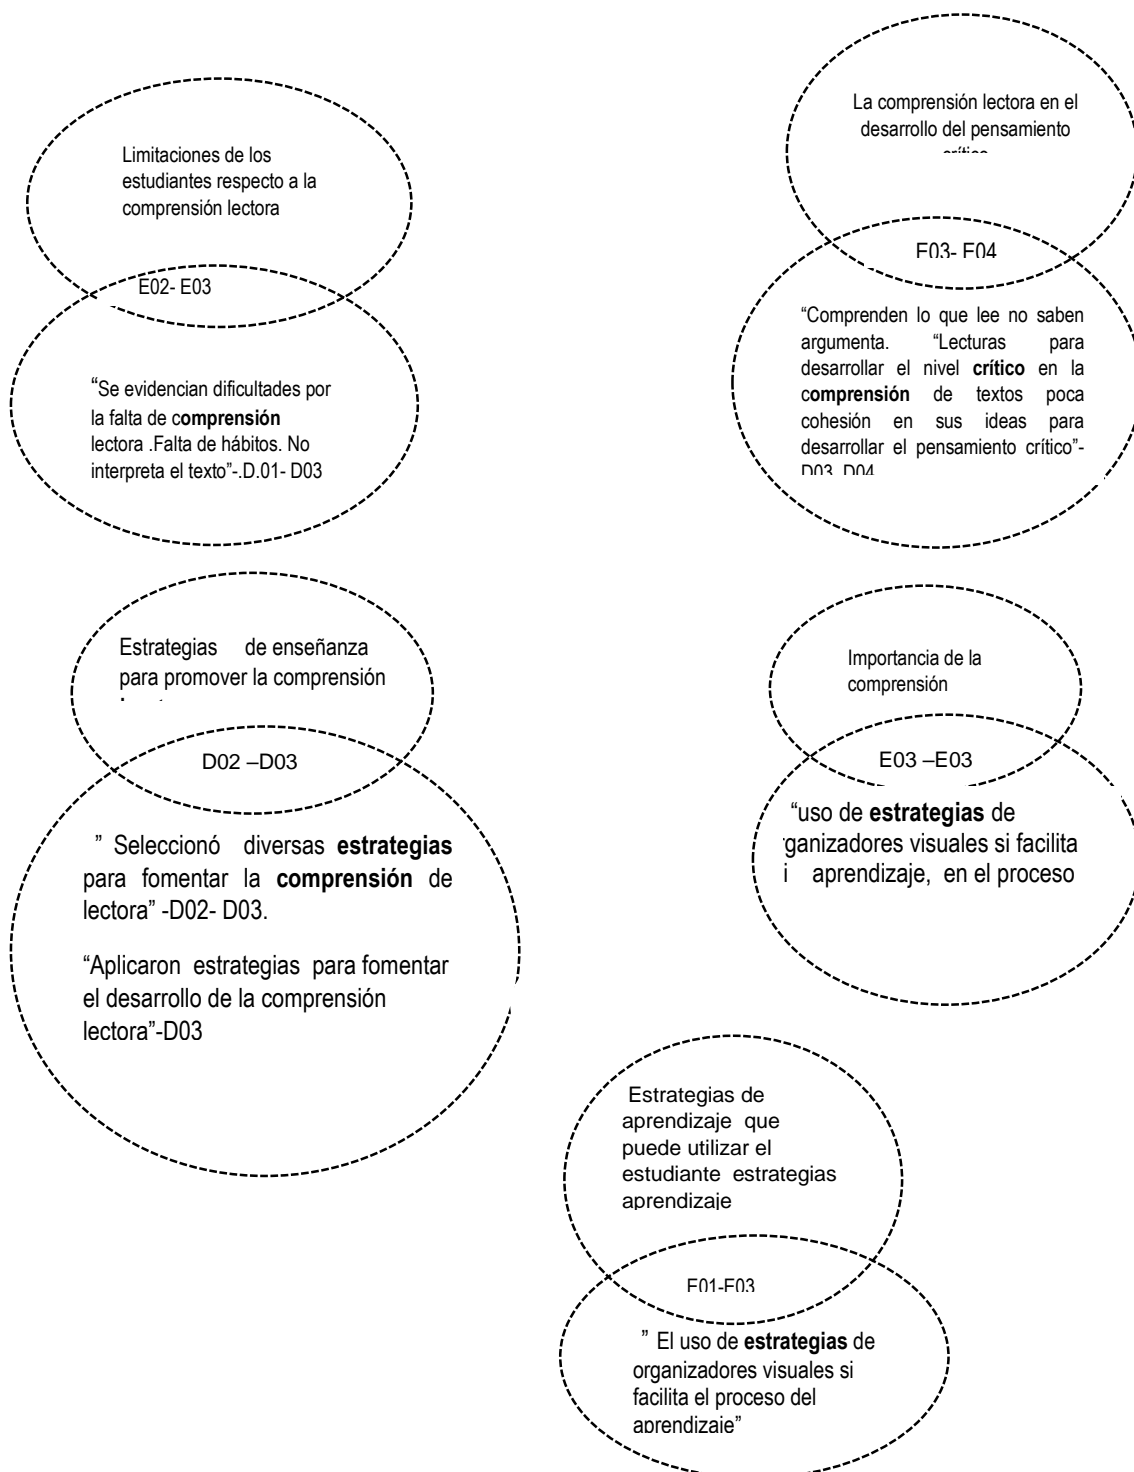 Limitaciones de los
estudiantes respecto a la
comprensión lectora
E02- E03
“Se evidencian dificultades por
la falta de comprensión
lectora .Falta de hábitos. No
interpreta el texto”-.D.01- D03
La comprensión lectora en el
desarrollo del pensamiento
crítico
E03- E04
“Comprenden lo que lee no saben
argumenta. “Lecturas para
desarrollar el nivel crítico en la
comprensión de textos poca
cohesión en sus ideas para
desarrollar el pensamiento crítico”-
D03 D04
Estrategias de enseñanza
para promover la comprensión
D02 –D03
” Seleccionó diversas estrategias
para fomentar la comprensión de
lectora” -D02- D03.
“Aplicaron estrategias para fomentar
el desarrollo de la comprensión
lectora”-D03
Importancia de la
comprensión
E03 –E03
“uso de estrategias de
rganizadores visuales si facilita
i aprendizaje, en el proceso
Estrategias de
aprendizaje que
puede utilizar el
estudiante estrategias
aprendizaje
E01-E03
” El uso de estrategias de
organizadores visuales si
facilita el proceso del
aprendizaje”